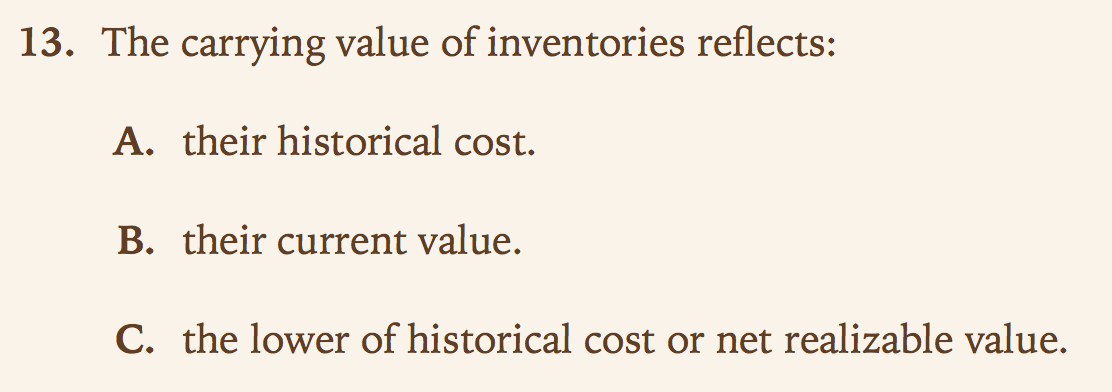 13. The carrying value of inventories reflects:
A. their historical cost.
B. their current value.
C. the lower of historical cost or net realizable value.